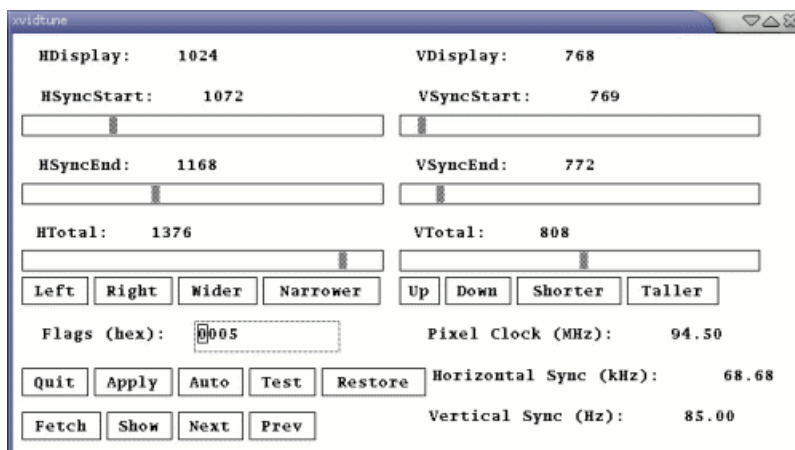 xvidtune
HDisplay: 1024 VDisplay: 768
HSyncStart: 1072 VSyncStart: 769
HSyncEnd: 1168 VSyncEnd: 772
HTotal: 1376 VTotal: 808
Left Right Wider Narrower Up Down Shorter Taller
Flags (hex): 0005 Pixel Clock (MHz): 94.50
Quit Apply Auto Test Restore Horizontal Sync (kHz): 68.68
Fetch Show Next Prev Vertical Sync (Hz): 85.00